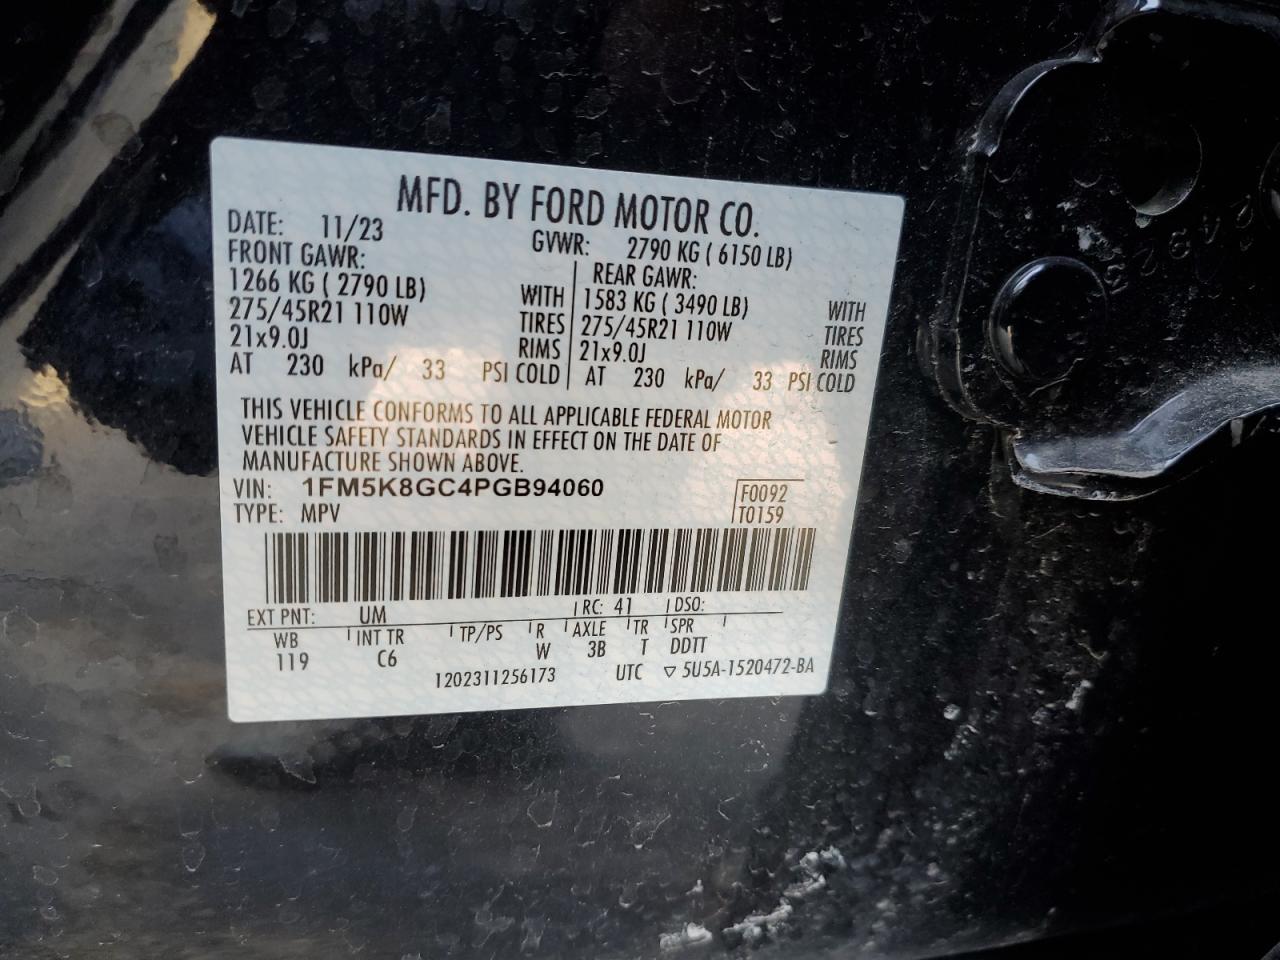 MFD. BY FORD MOTOR CO.
DATE: 11/23 GVWR: 2790 KG ( 6150 LB)
FRONT GAWR: REAR GAWR:
1266 KG ( 2790 LB) WITH 1583 KG ( 3490 LB) WITH
275/45R21 110W TIRES 275/45R21 110W TIRES
21x9.0J RIMS 21x9.0J RIMS
AT 230 kPa/ 33 PSI COLD AT 230 kPa/ 33 PSI COLD
THIS VEHICLE CONFORMS TO ALL APPLICABLE FEDERAL MOTOR
VEHICLE SAFETY STANDARDS IN EFFECT ON THE DATE OF
MANUFACTURE SHOWN ABOVE.
VIN: 1FM5K8GC4PGB94060 F0092
TYPE: MPV T0159
EXT PNT: UM RC: 41 DSO:
WB INT TR TP/PS R AXLE TR SPR
119 C6 W 3B T DDTT
1202311256173 UTC ▽ 5U5A-1520472-BA